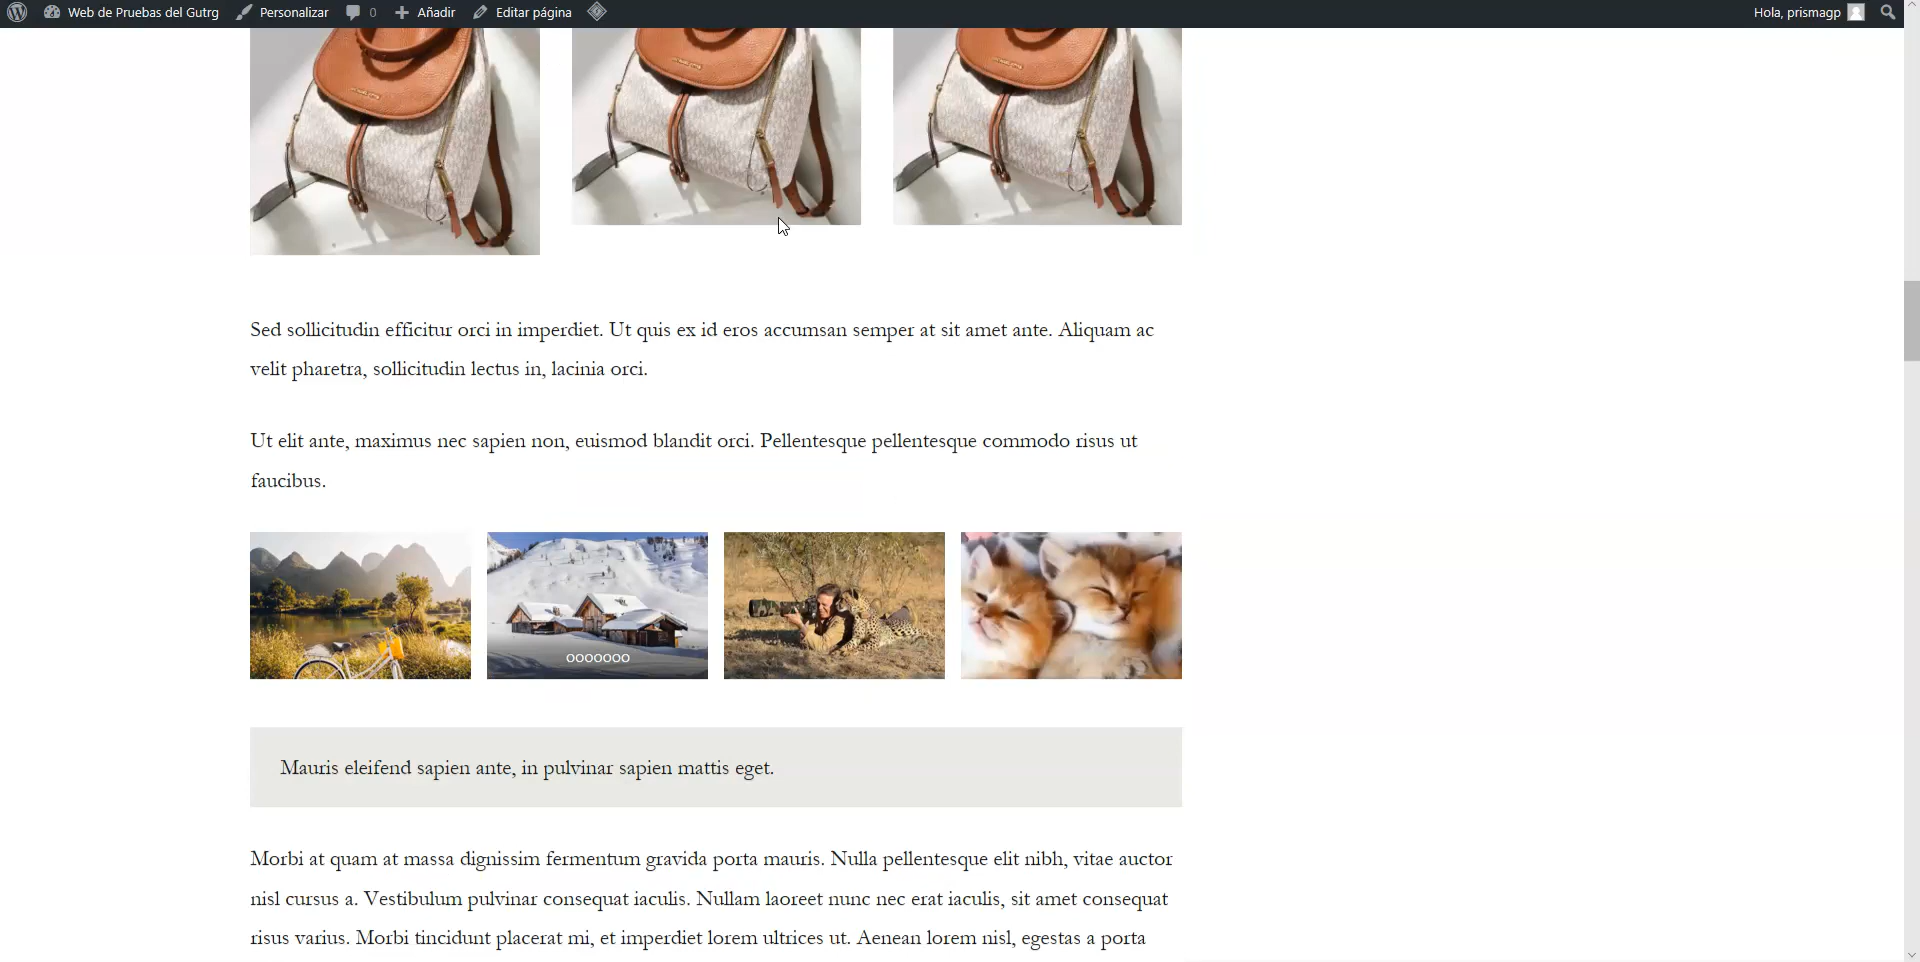 Web de Pruebas del Gutrg Personalizar 0 Añadir Editar página Hola, prismagp
Sed sollicitudin efficitur orci in imperdiet. Ut quis ex id eros accumsan semper at sit amet ante. Aliquam ac
velit pharetra, sollicitudin lectus in, lacinia orci.
Ut elit ante, maximus nec sapien non, euismod blandit orci. Pellentesque pellentesque commodo risus ut
faucibus.
ooooooo
Mauris eleifend sapien ante, in pulvinar sapien mattis eget.
Morbi at quam at massa dignissim fermentum gravida porta mauris. Nulla pellentesque elit nibh, vitae auctor
nisl cursus a. Vestibulum pulvinar consequat iaculis. Nullam laoreet nunc nec erat iaculis, sit amet consequat
risus varius. Morbi tincidunt placerat mi, et imperdiet lorem ultrices ut. Aenean lorem nisl, egestas a porta